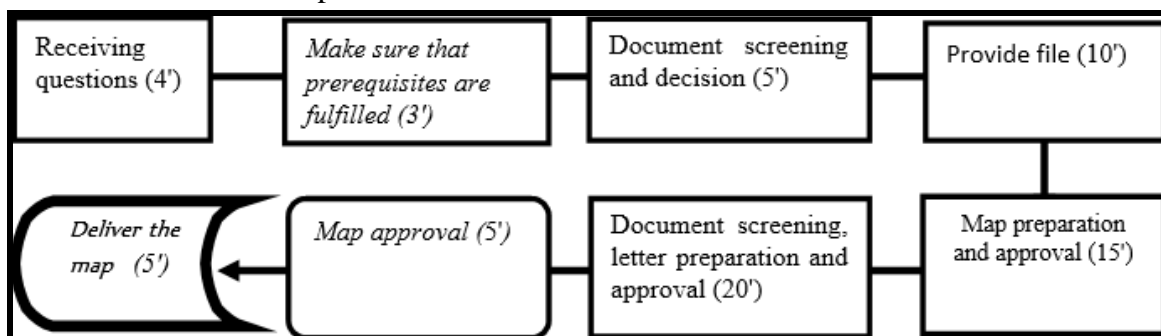 Receiving
questions (4')
Make sure that
prerequisites are
fulfilled (3')
Document screening
and decision (5')
Provide file (10')
Map preparation
and approval (15')
Document screening,
letter preparation and
approval (20')
Map approval (5')
Deliver the
map (5')